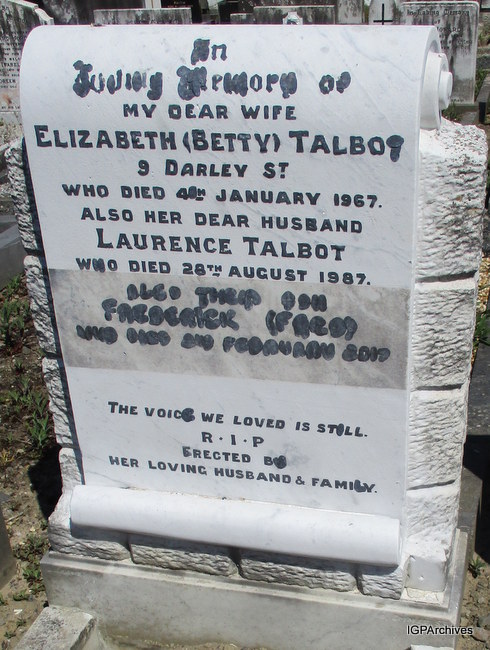 In
Loving Memory of
MY DEAR WIFE
ELIZABETH (BETTY) TALBOT
9 DARLEY ST
WHO DIED 4TH JANUARY 1967.
ALSO HER DEAR HUSBAND
LAURENCE TALBOT
WHO DIED 28TH AUGUST 1987.
ALSO THEIR SON
FREDERICK (FRED)
WHO DIED FEBRUARY 2017
THE VOICE WE LOVED IS STILL.
R·I·P
ERECTED BY
HER LOVING HUSBAND & FAMILY.
IGPArchives